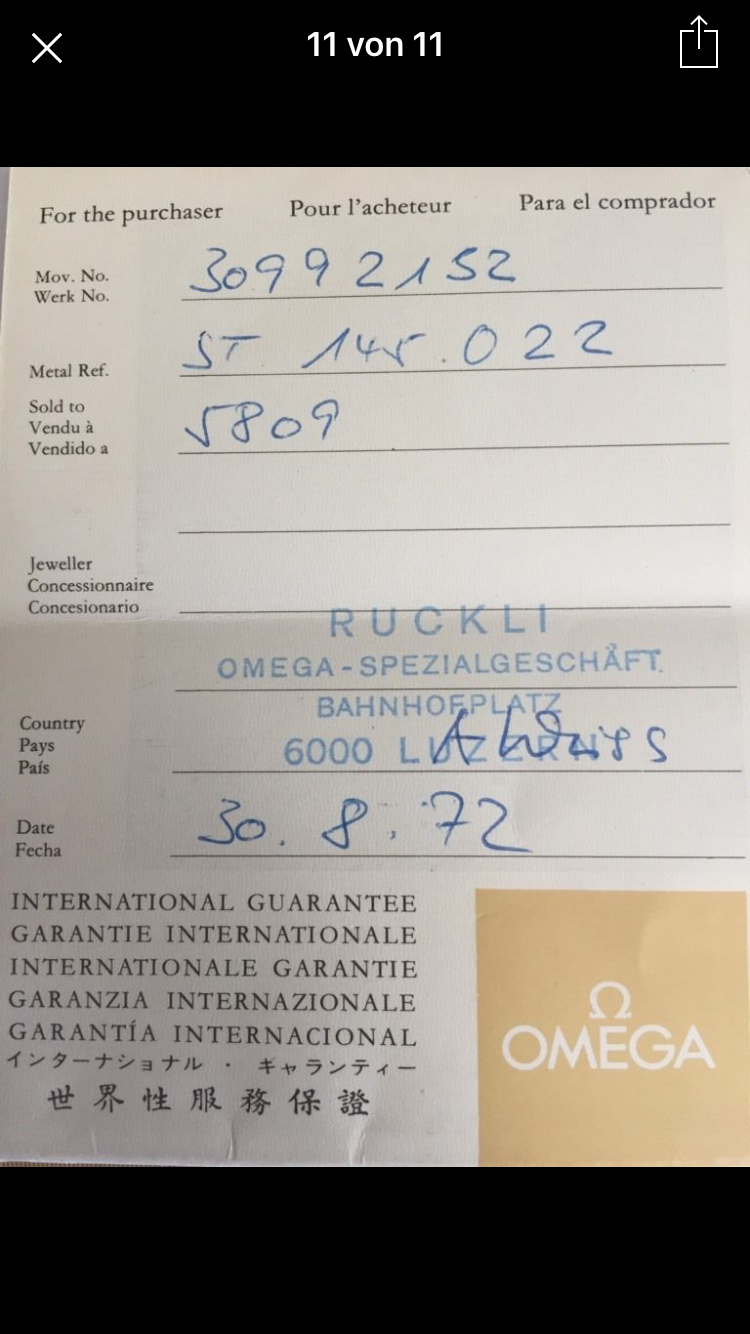 11 von 11
For the purchaser Pour l'acheteur Para el comprador
Mov. No. 30992152
Werk No.
Metal Ref. ST 145.022
Sold to 5809
Vendu à
Vendido a
Jeweller
Concessionnaire
Concesionario
RUCKLI
OMEGA-SPEZIALGESCHÄFT.
BAHNHOFPLATZ
6000 LUZERN
Country
Pays
País
Date 30. 8. 72
Fecha
INTERNATIONAL GUARANTEE
GARANTIE INTERNATIONALE
INTERNATIONALE GARANTIE
GARANZIA INTERNAZIONALE
GARANTÍA INTERNACIONAL
インターナショナル · ギャランティー
世界性服務保證
Ω
OMEGA